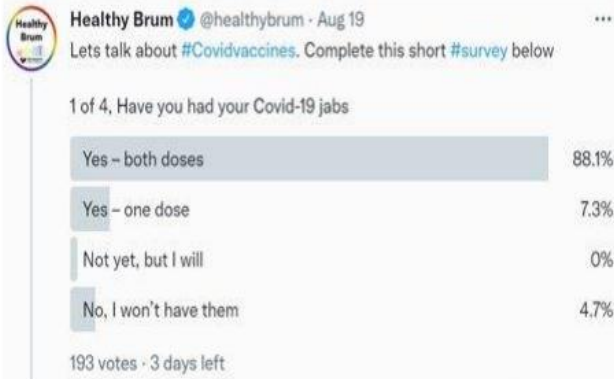 Healthy Brum
Healthy Brum @healthybrum · Aug 19 ...
Lets talk about #Covidvaccines. Complete this short #survey below
1 of 4, Have you had your Covid-19 jabs
Yes – both doses 88.1%
Yes – one dose 7.3%
Not yet, but I will 0%
No, I won't have them 4.7%
193 votes · 3 days left